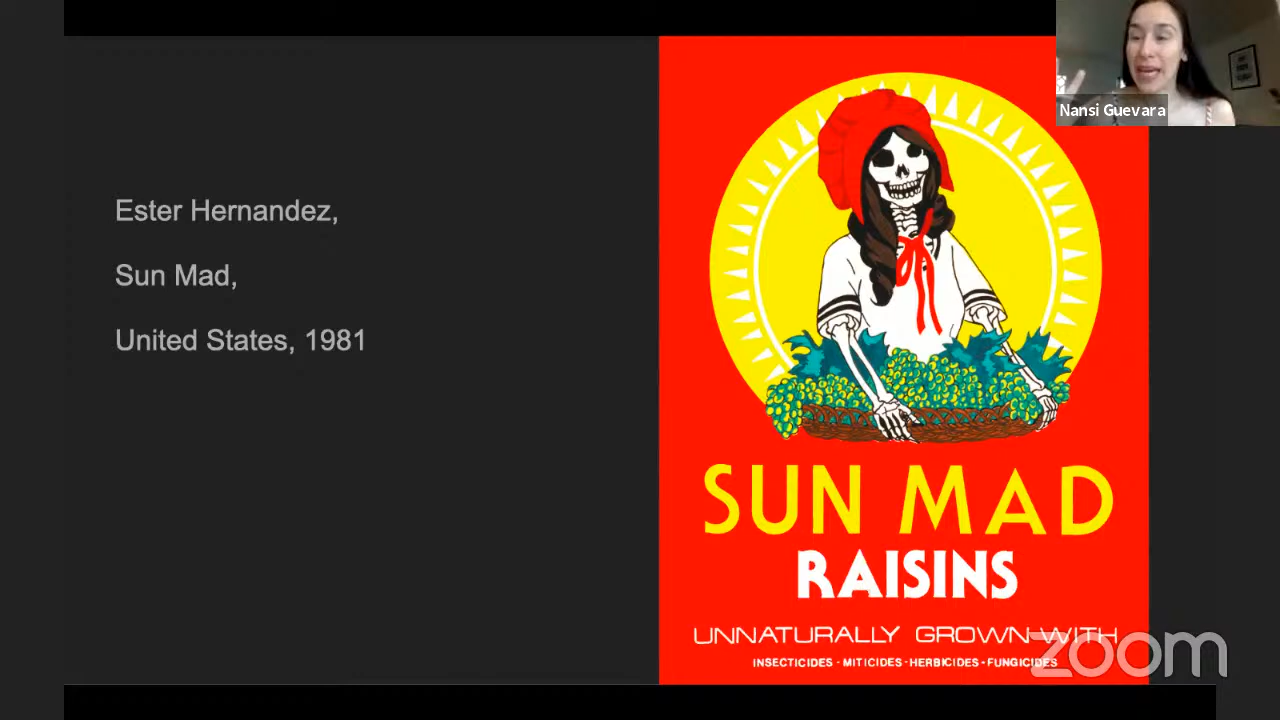 Nansi Guevara
Ester Hernandez,
Sun Mad,
United States, 1981
SUN MAD
RAISINS
UNNATURALLY GROWN WITH
INSECTICIDES - MITICIDES - HERBICIDES - FUNGICIDES
zoom